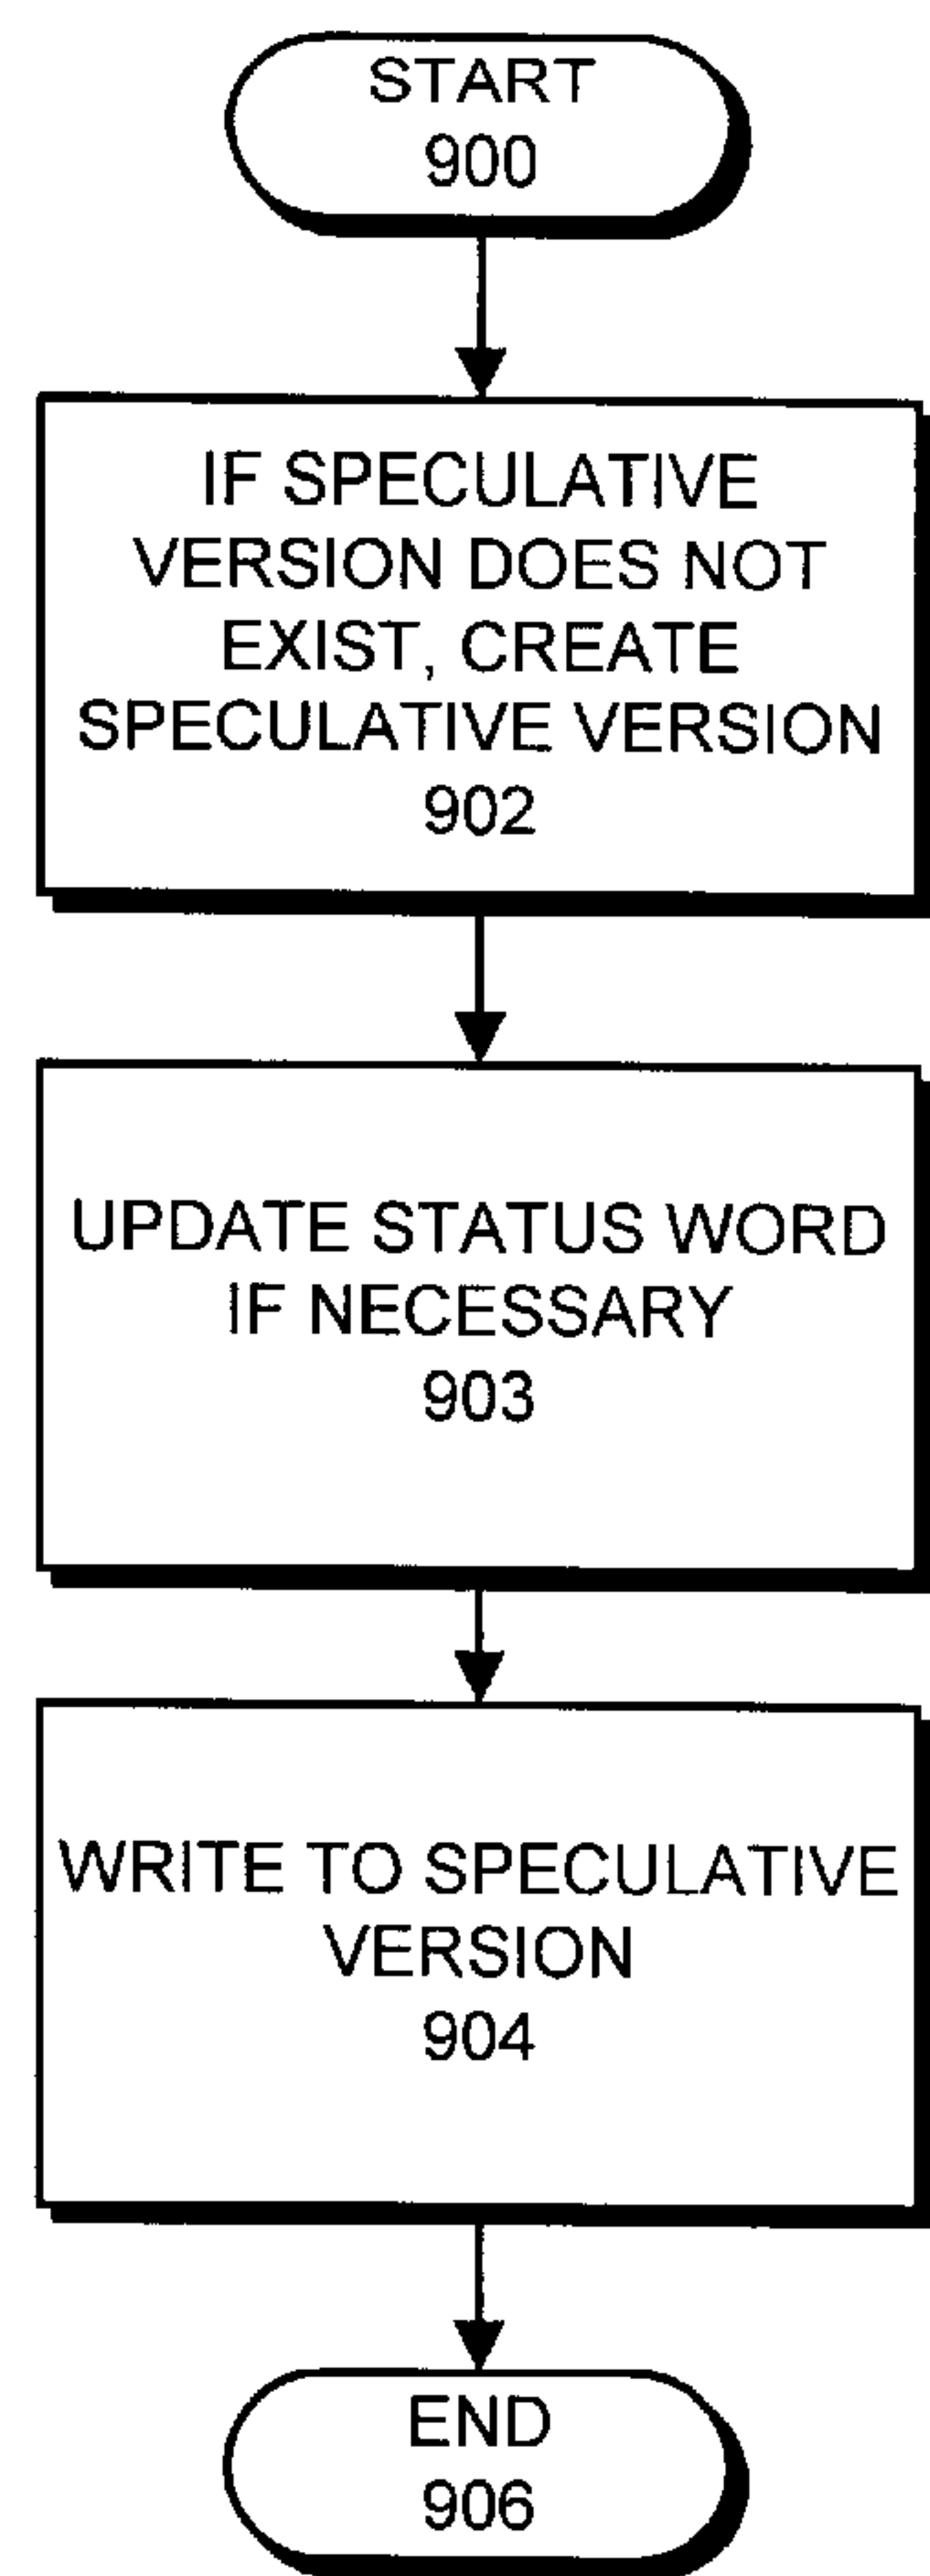 START
900
IF SPECULATIVE
VERSION DOES NOT
EXIST, CREATE
SPECULATIVE VERSION
902
UPDATE STATUS WORD
IF NECESSARY
903
WRITE TO SPECULATIVE
VERSION
904
END
906